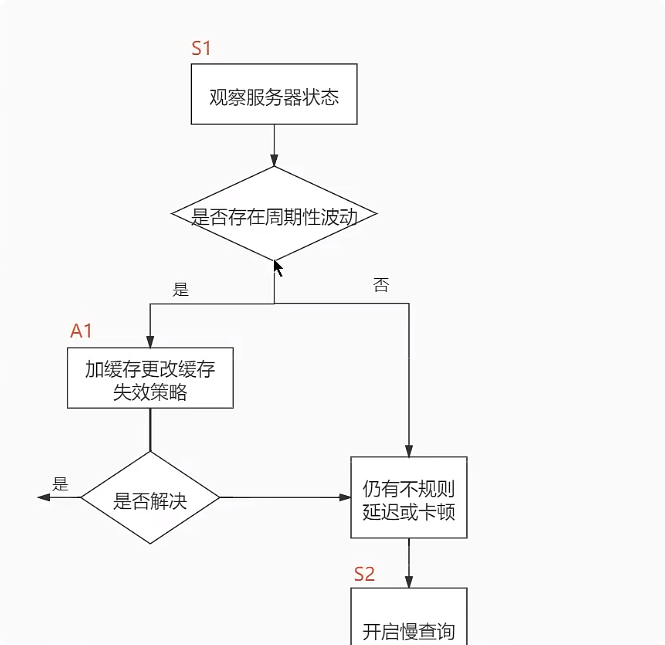 S1
观察服务器状态
是否存在周期性波动
是
否
A1
加缓存更改缓存
失效策略
是
是否解决
仍有不规则
延迟或卡顿
S2
开启慢查询